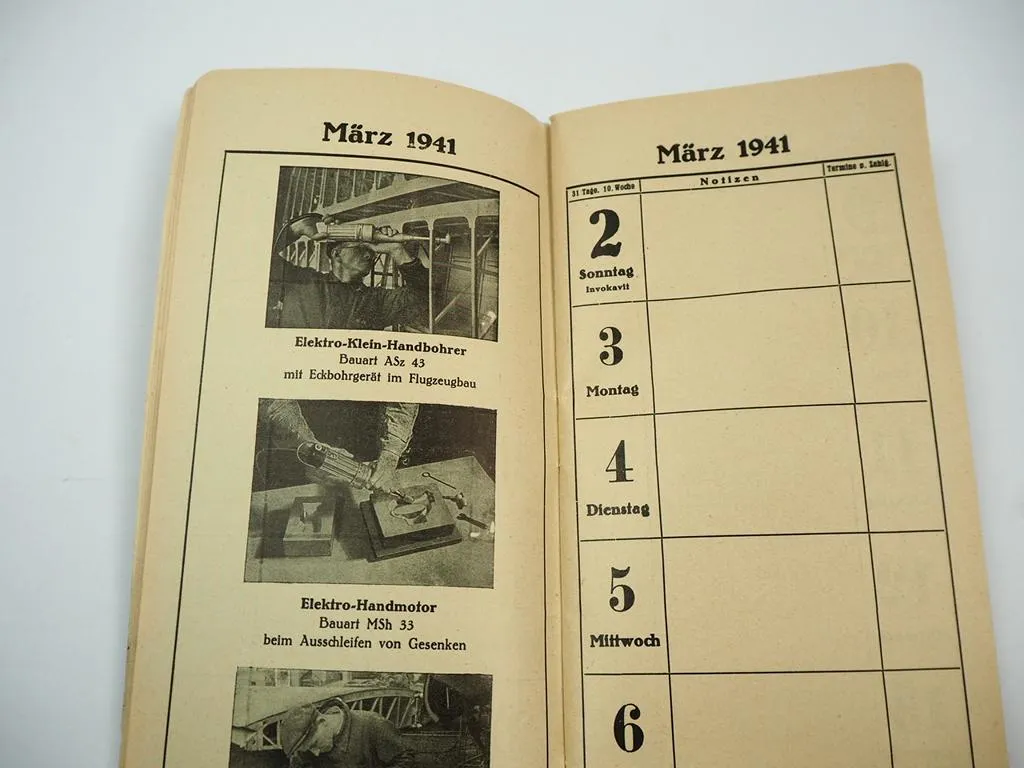 März 1941
Elektro-Klein-Handbohrer
Bauart ASz 43
mit Eckbohrgerät im Flugzeugbau
Elektro-Handmotor
Bauart MSh 33
beim Ausschleifen von Gesenken
März 1941
31 Tage. 10. Woche Notizen Termine u. Zahlg.
2
Sonntag
Invokavit
3
Montag
4
Dienstag
5
Mittwoch
6